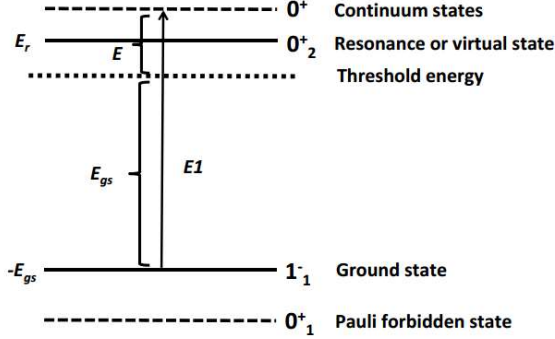 0⁺ Continuum states
Eᵣ 0⁺₂ Resonance or virtual state
E
Threshold energy
E_gs E1
-E_gs 1⁻₁ Ground state
0⁺₁ Pauli forbidden state